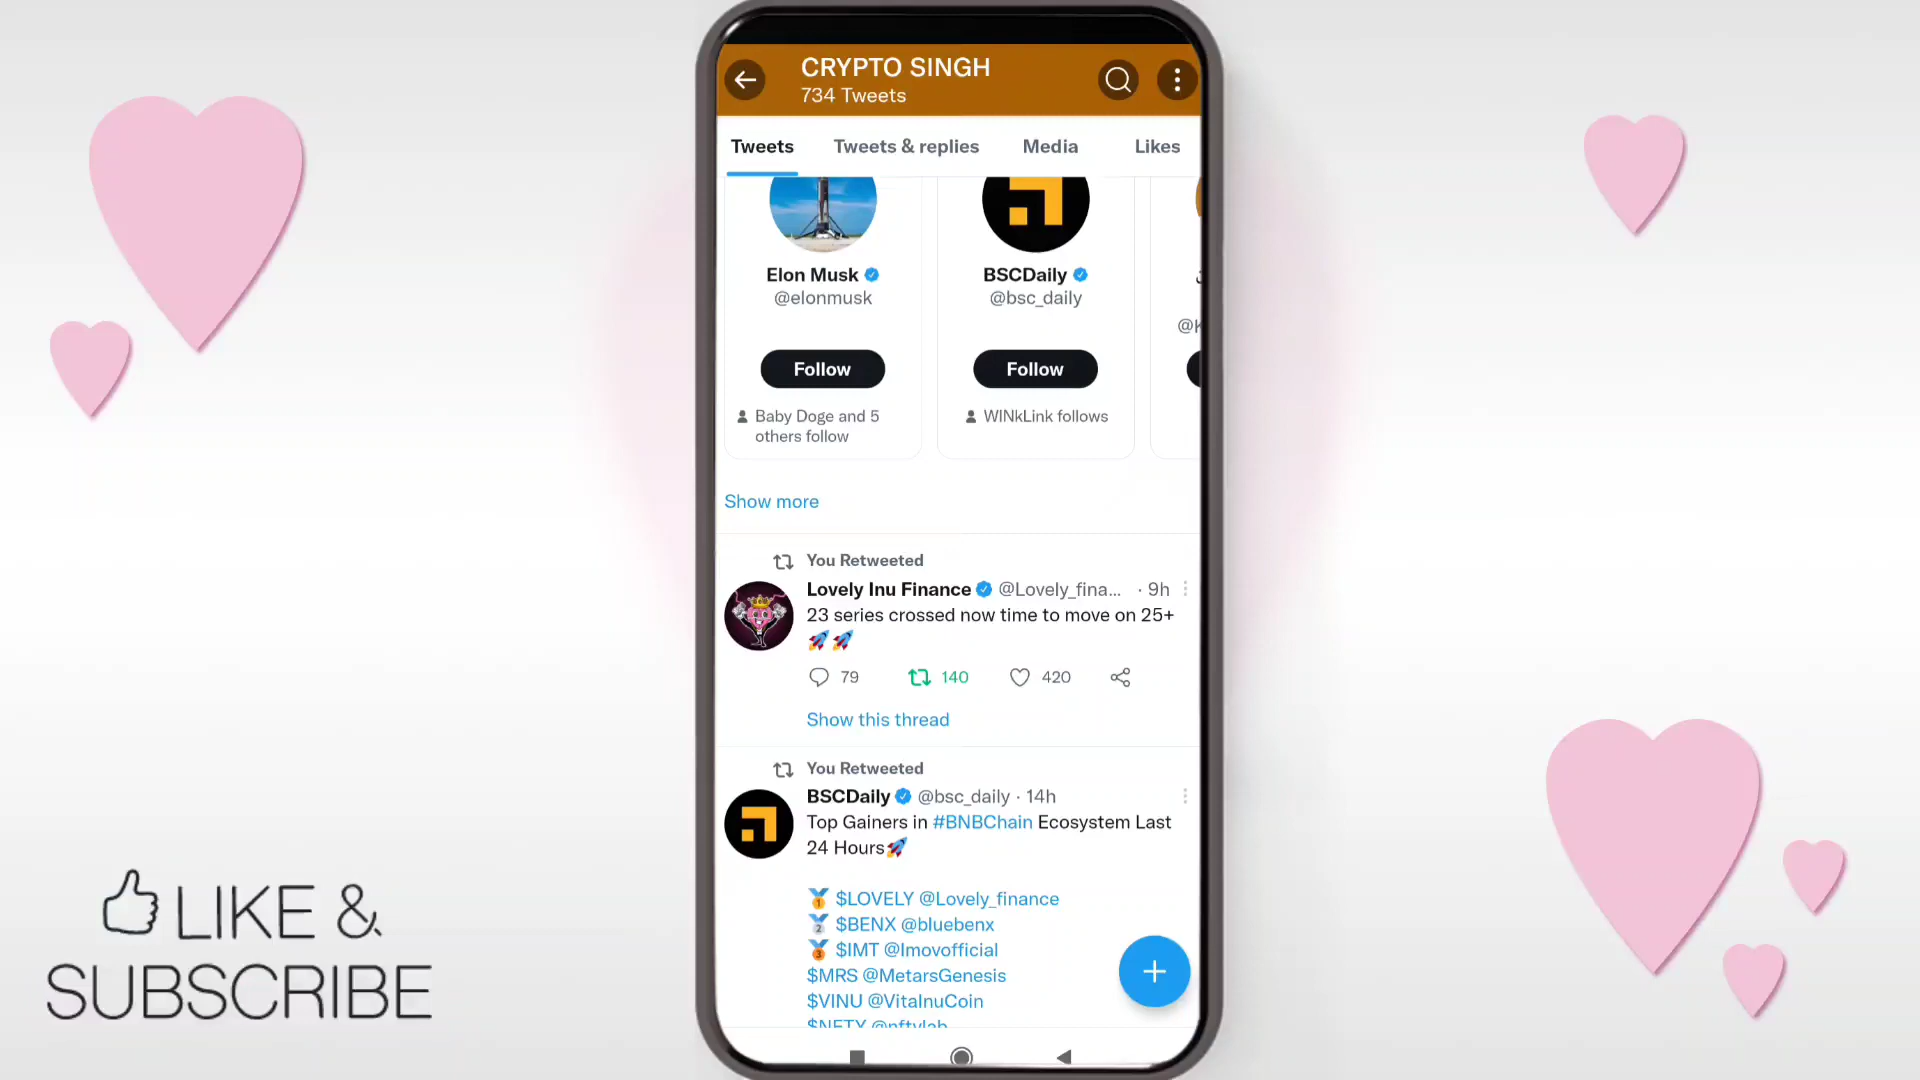 CRYPTO SINGH
734 Tweets
Tweets
Tweets & replies
Media
Likes
Elon Musk
@elonmusk
Follow
Baby Doge and 5
others follow
BSCDaily
@bsc_daily
Follow
WINkLink follows
Show more
You Retweeted
Lovely Inu Finance @Lovely_fina... · 9h
23 series crossed now time to move on 25+
🚀🚀
79 140 420
Show this thread
You Retweeted
BSCDaily @bsc_daily · 14h
Top Gainers in #BNBChain Ecosystem Last
24 Hours🚀
🥇 $LOVELY @Lovely_finance
🥈 $BENX @bluebenx
🥉 $IMT @Imovofficial
$MRS @MetarsGenesis
$VINU @VitaInuCoin
$NFTY @nftylab
LIKE &
SUBSCRIBE